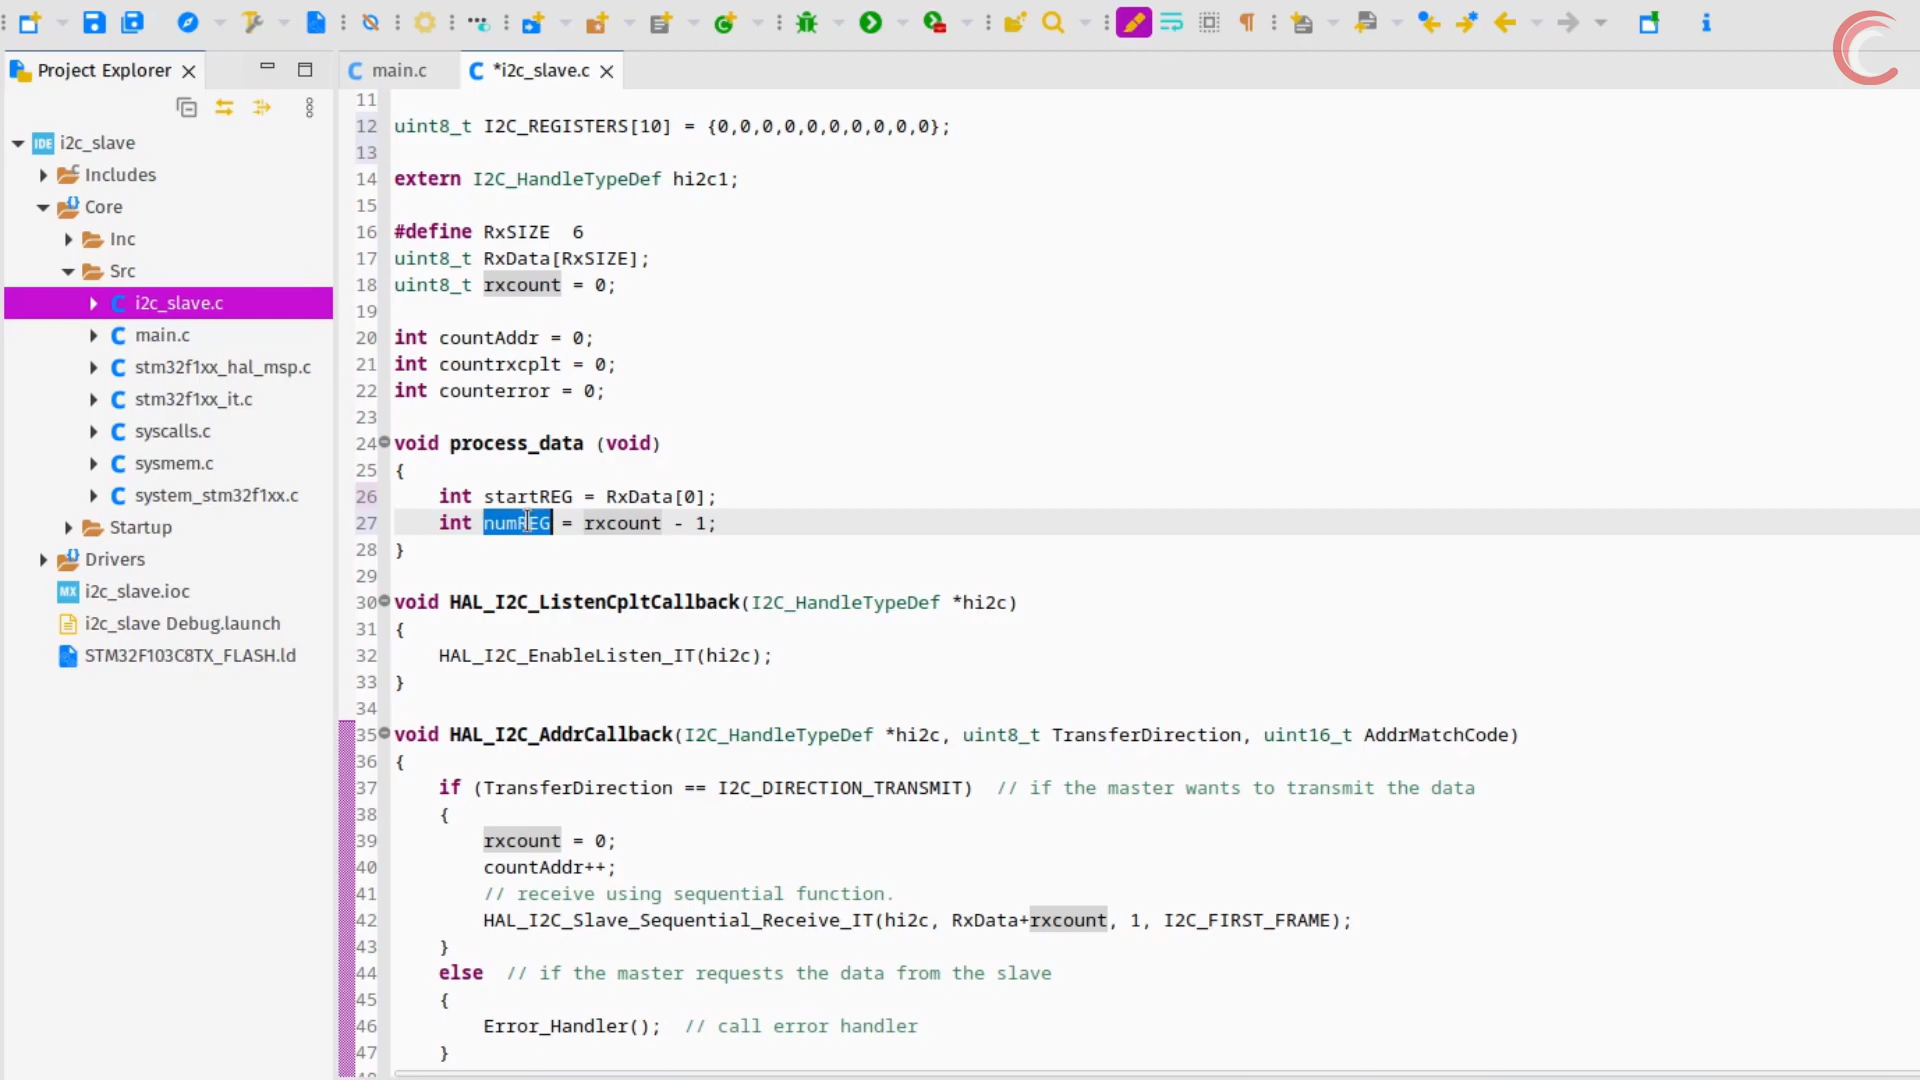 Project Explorer
main.c
*i2c_slave.c
IDE i2c_slave
Includes
Core
Inc
Src
i2c_slave.c
main.c
stm32f1xx_hal_msp.c
stm32f1xx_it.c
syscalls.c
sysmem.c
system_stm32f1xx.c
Startup
Drivers
MX i2c_slave.ioc
i2c_slave Debug.launch
STM32F103C8TX_FLASH.ld
11
12 uint8_t I2C_REGISTERS[10] = {0,0,0,0,0,0,0,0,0,0};
13
14 extern I2C_HandleTypeDef hi2c1;
15
16 #define RxSIZE  6
17 uint8_t RxData[RxSIZE];
18 uint8_t rxcount = 0;
19
20 int countAddr = 0;
21 int countrxcplt = 0;
22 int counterror = 0;
23
24 void process_data (void)
25 {
26     int startREG = RxData[0];
27     int numREG = rxcount - 1;
28 }
29
30 void HAL_I2C_ListenCpltCallback(I2C_HandleTypeDef *hi2c)
31 {
32     HAL_I2C_EnableListen_IT(hi2c);
33 }
34
35 void HAL_I2C_AddrCallback(I2C_HandleTypeDef *hi2c, uint8_t TransferDirection, uint16_t AddrMatchCode)
36 {
37     if (TransferDirection == I2C_DIRECTION_TRANSMIT)  // if the master wants to transmit the data
38     {
39         rxcount = 0;
40         countAddr++;
41         // receive using sequential function.
42         HAL_I2C_Slave_Sequential_Receive_IT(hi2c, RxData+rxcount, 1, I2C_FIRST_FRAME);
43     }
44     else  // if the master requests the data from the slave
45     {
46         Error_Handler();  // call error handler
47     }